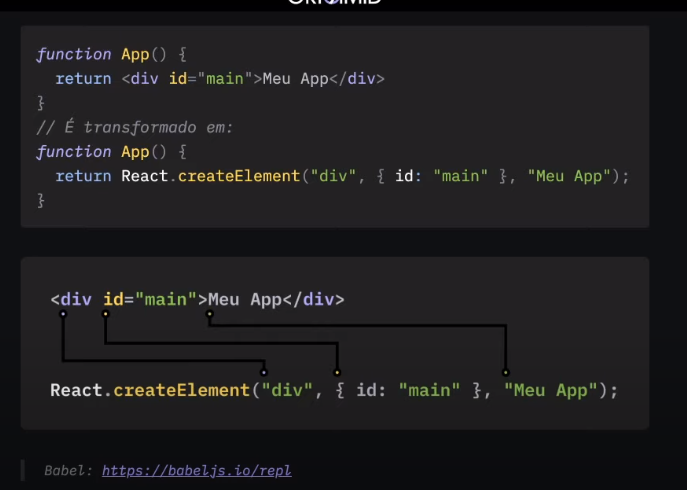 function App() {
  return <div id="main">Meu App</div>
}
// É transformado em:
function App() {
  return React.createElement("div", { id: "main" }, "Meu App");
}
<div id="main">Meu App</div>
React.createElement("div", { id: "main" }, "Meu App");
Babel: https://babeljs.io/repl